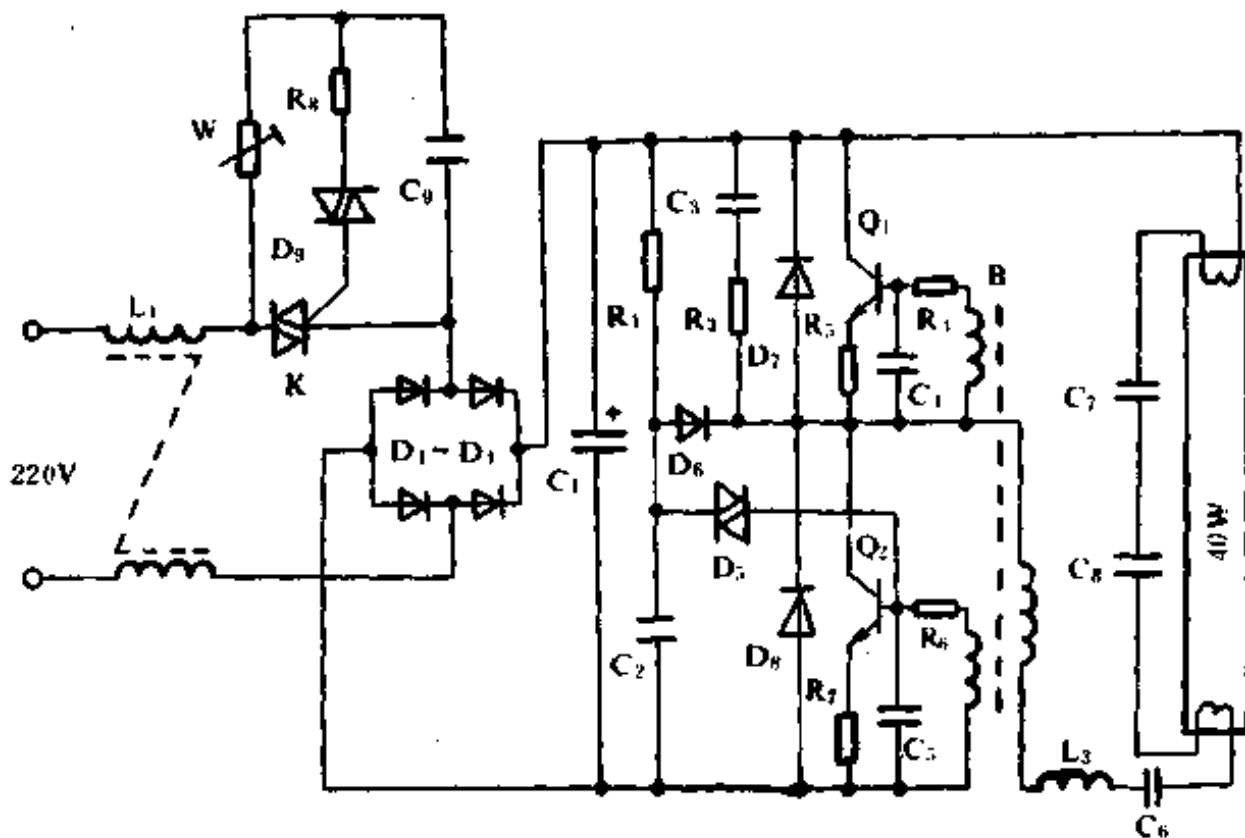 W
R₈
C₉
D₉
L₁
K
220V
L
D₁~D₄
C₁
R₁
C₃
R₂
D₇
R₅
Q₁
R₄
C₄
B
D₆
D₅
Q₂
C₂
D₈
R₇
R₆
C₅
L₃
C₆
C₇
C₈
40W